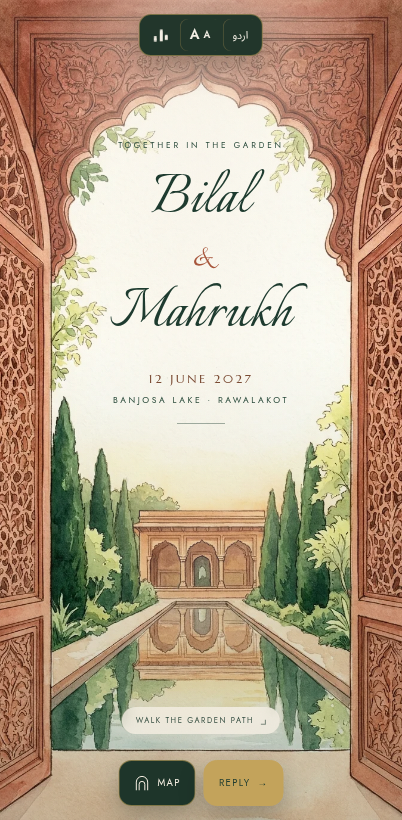 AA اردو
TOGETHER IN THE GARDEN
Bilal
&
Mahrukh
12 JUNE 2027
BANJOSA LAKE · RAWALAKOT
WALK THE GARDEN PATH
MAP REPLY →